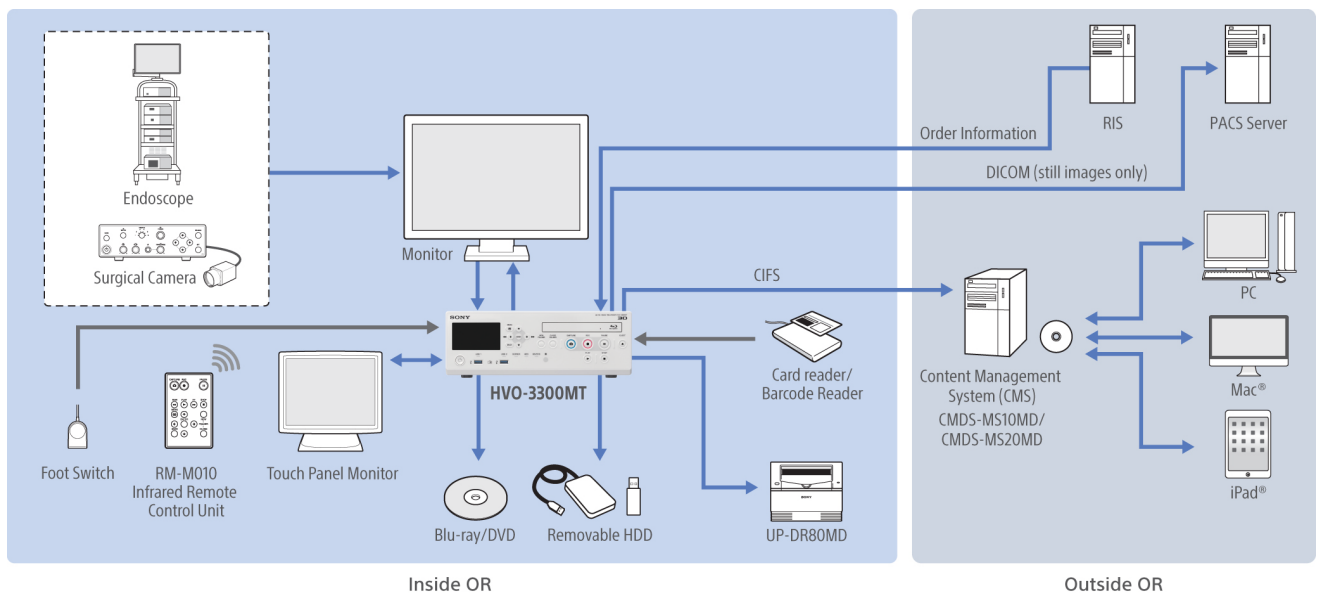 Endoscope
Surgical Camera
Monitor
Order Information
RIS
PACS Server
DICOM (still images only)
CIFS
PC
Mac®
iPad®
SONY
3D
HVO-3300MT
Card reader/
Barcode Reader
Content Management
System (CMS)
CMDS-MS10MD/
CMDS-MS20MD
Foot Switch
RM-M010
Infrared Remote
Control Unit
Touch Panel Monitor
Blu-ray/DVD
Removable HDD
SONY
UP-DR80MD
Inside OR
Outside OR